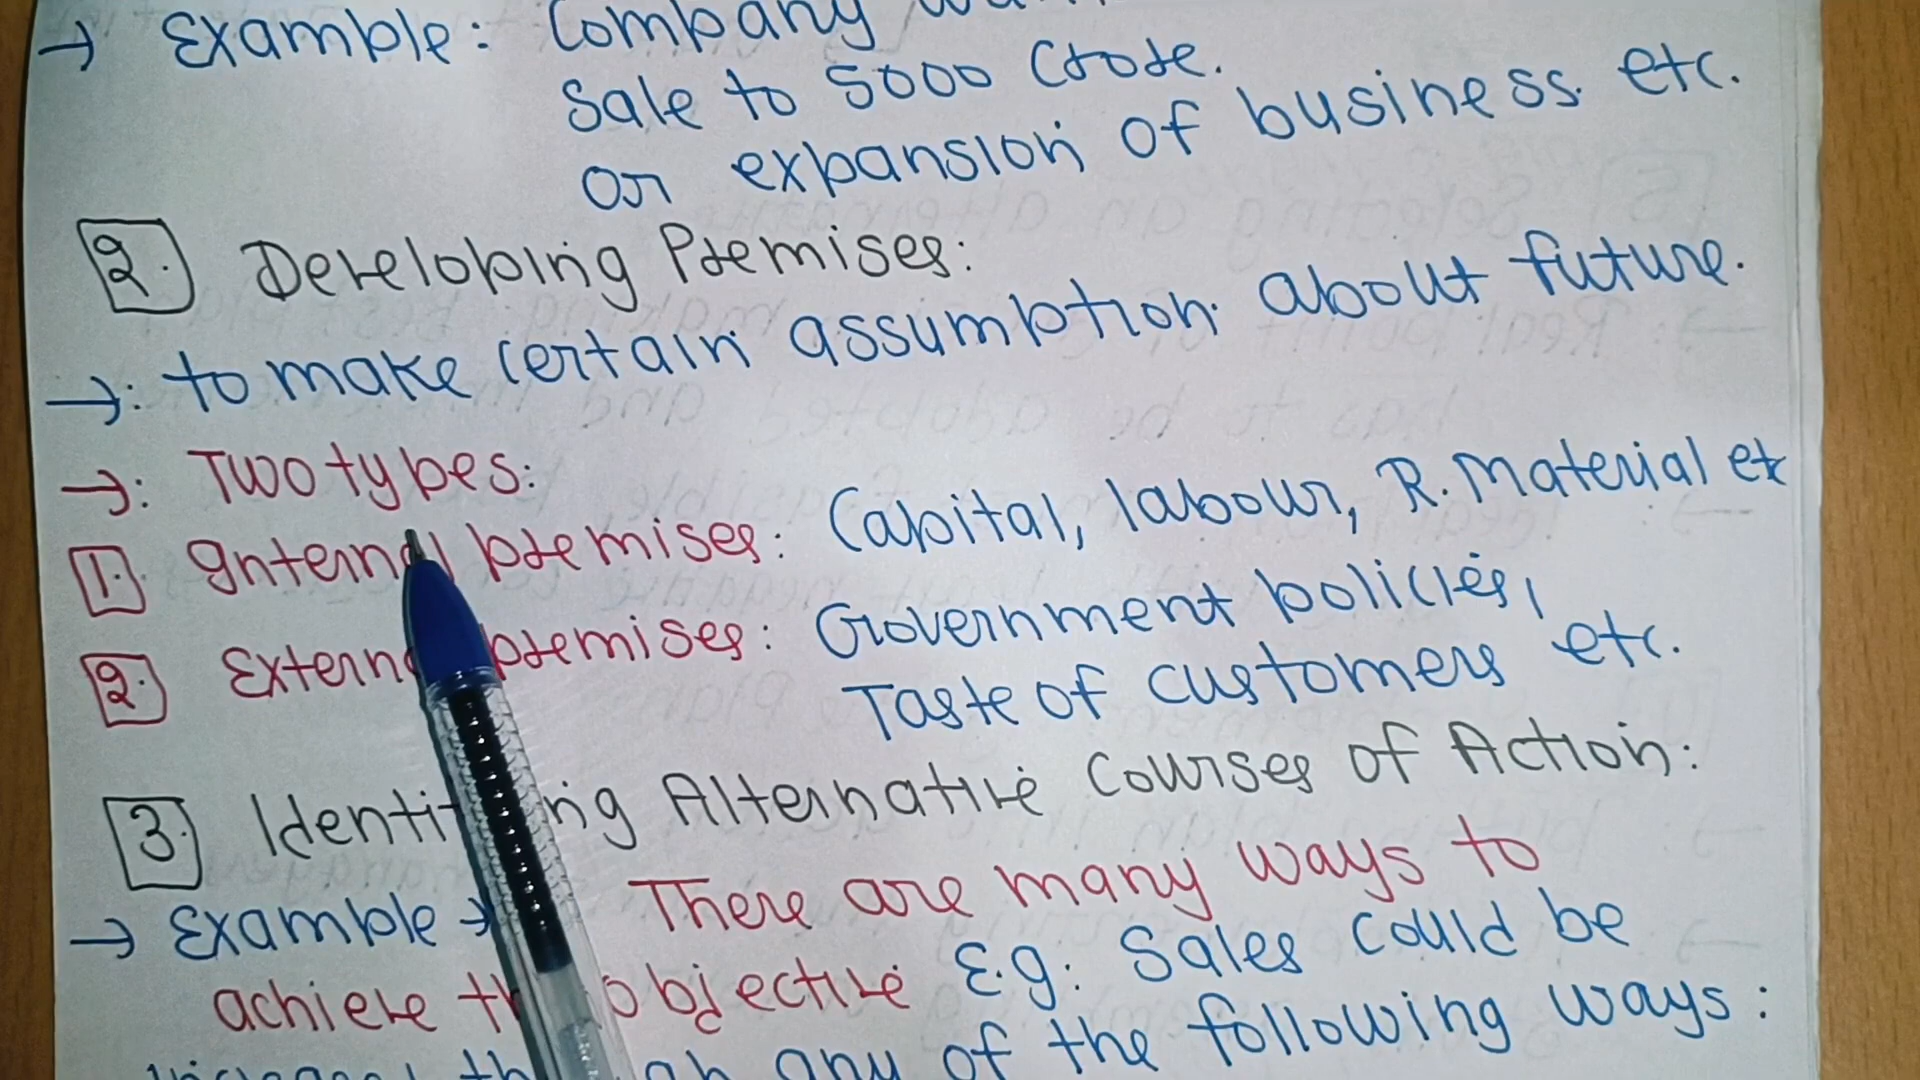 → Example: Company
Sale to 5000 Crore.
or expansion of business etc.
2. Developing Premises:
→: to make certain assumption about future.
→: Two types:
1. Internal premises: Capital, labour, R. Material etc
2. External premises: Government policies,
Taste of customers etc.
3. Identifying Alternative Courses of Action:
→ Example → There are many ways to
achieve the objective E.g: Sales could be
any of the following ways: